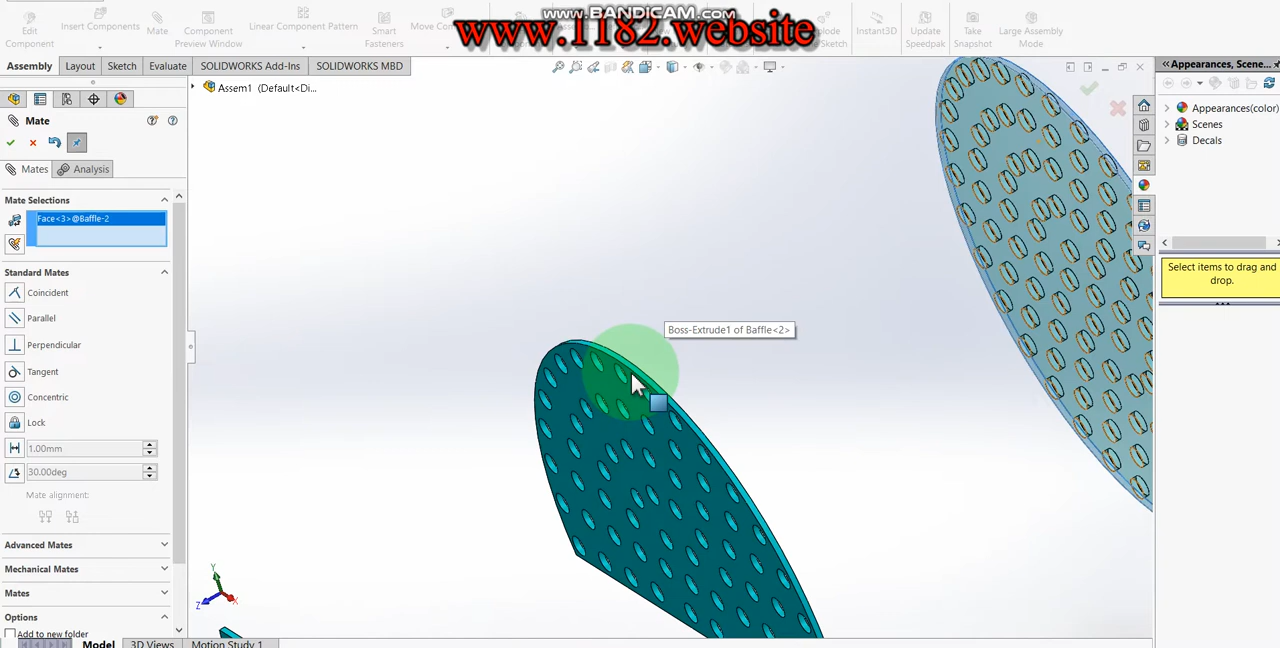 www.BANDICAM.com
www.1182.website
Edit Component
Insert Components
Mate
Component Preview Window
Linear Component Pattern
Smart Fasteners
Move Co
Instant3D
Update Speedpak
Take Snapshot
Large Assembly Mode
Assembly
Layout
Sketch
Evaluate
SOLIDWORKS Add-Ins
SOLIDWORKS MBD
Appearances, Scene...
Assem1 (Default<Di...
Mate
Mates
Analysis
Appearances(color)
Scenes
Decals
Mate Selections
Face<3>@Baffle-2
Standard Mates
Coincident
Parallel
Perpendicular
Tangent
Concentric
Lock
1.00mm
30.00deg
Mate alignment:
Advanced Mates
Mechanical Mates
Mates
Options
Add to new folder
Select items to drag and drop.
Boss-Extrude1 of Baffle<2>
Y
Z
X
Model
3D Views
Motion Study 1